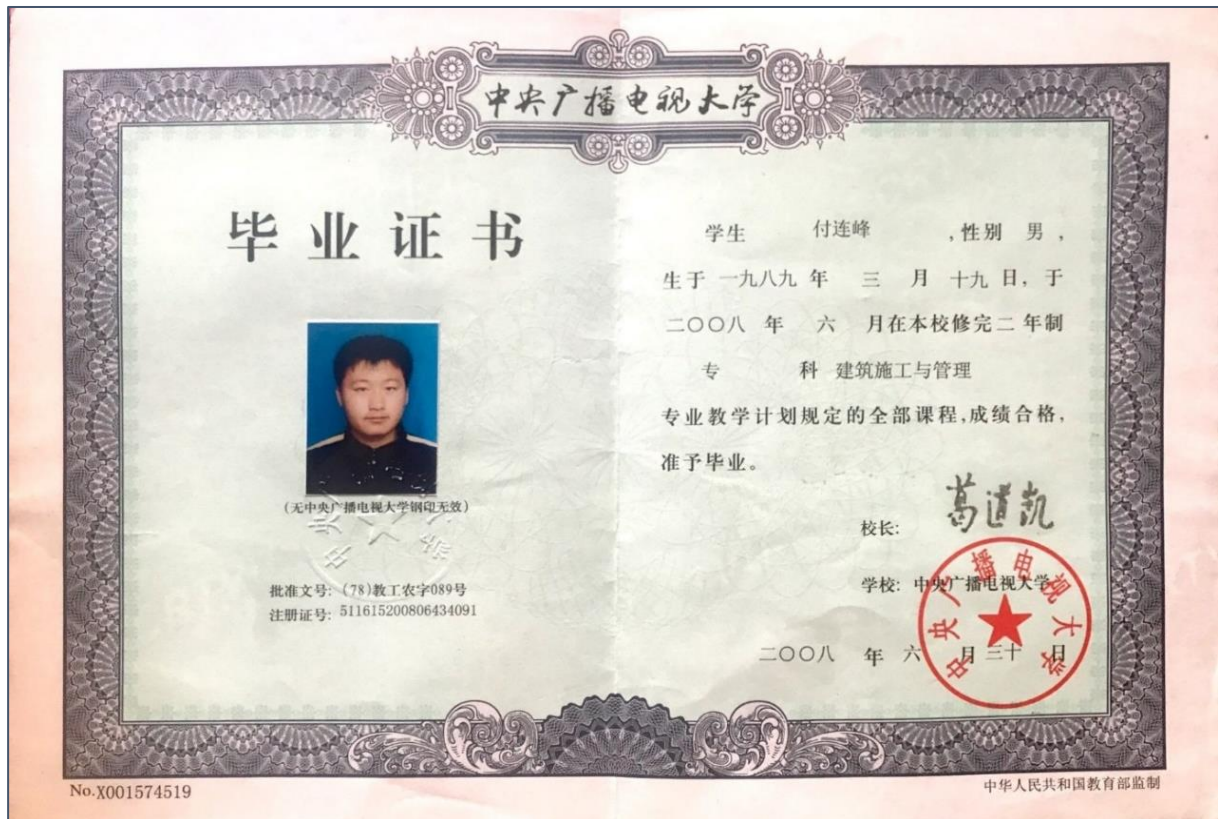 中央广播电视大学
毕业证书
(无中央广播电视大学钢印无效)
批准文号: (78)教工农字089号
注册证号: 511615200806434091
学生 付连峰 ,性别 男,
生于 一九八九 年 三 月 十九 日, 于
二〇〇八 年 六 月在本校修完二 年制
专 科 建筑施工与管理
专业教学计划规定的全部课程,成绩合格,
准予毕业。
校长: 葛道凯
学校: 中央广播电视大学
中央广播电视大学
二〇〇八 年 六 月 三十 日
No.X001574519
中华人民共和国教育部监制